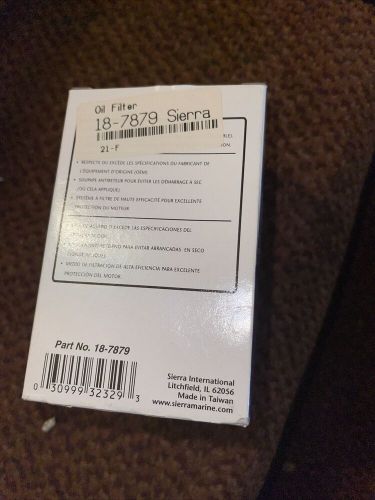 Oil Filter
18-7879 Sierra
21-F
• RESPECTE OU EXCÈDE LES SPÉCIFICATIONS DU FABRICANT DE
L'ÉQUIPEMENT D'ORIGINE (OEM).
• SOUPAPE ANTIRETOUR POUR ÉVITER LES DÉMARRAGE À SEC
(OÙ CELA APPLIQUE).
• SYSTÈME À FILTRE DE HAUTE EFFICACITÉ POUR EXCELLENTE
PROTECTION DU MOTEUR
O EXCEDE LAS ESPECIFICACIONES DEL
PARA EVITAR ARRANCADAS EN SECO
• MEDIO DE FILTRACIÓN DE ALTA EFICIENCIA PARA EXCELENTE
PROTECCIÓN DEL MOTOR.
Part No. 18-7879
0 30999 32329 3
Sierra International
Litchfield, IL 62056
Made in Taiwan
www.sierramarine.com